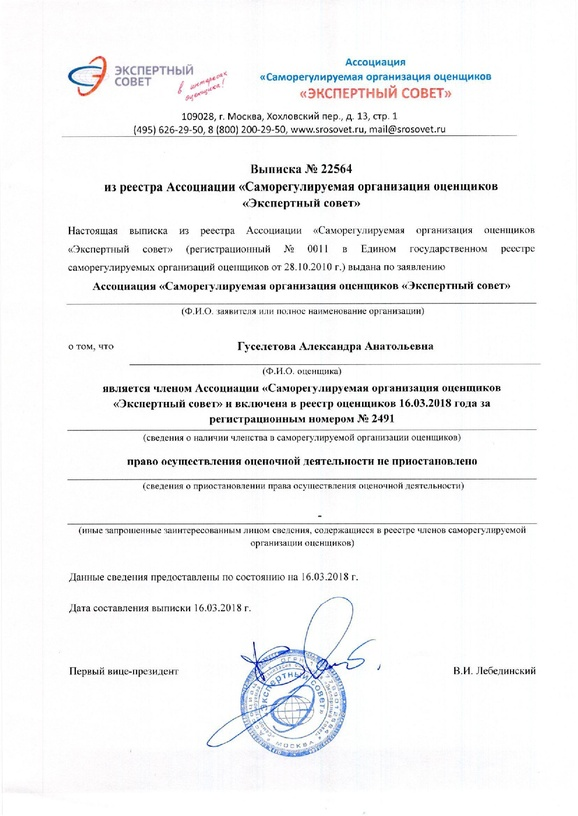 ЭКСПЕРТНЫЙ
СОВЕТ
в интересах
оценщика!
Ассоциация
«Саморегулируемая организация оценщиков
«ЭКСПЕРТНЫЙ СОВЕТ»
109028, г. Москва, Хохловский пер., д. 13, стр. 1
(495) 626-29-50, 8 (800) 200-29-50, www.srosovet.ru, mail@srosovet.ru
Выписка № 22564
из реестра Ассоциации «Саморегулируемая организация оценщиков
«Экспертный совет»
Настоящая выписка из реестра Ассоциации «Саморегулируемая организация оценщиков
«Экспертный совет» (регистрационный № 0011 в Едином государственном реестре
саморегулируемых организаций оценщиков от 28.10.2010 г.) выдана по заявлению
Ассоциация «Саморегулируемая организация оценщиков «Экспертный совет»
(Ф.И.О. заявителя или полное наименование организации)
о том, что Гуселетова Александра Анатольевна
(Ф.И.О. оценщика)
является членом Ассоциации «Саморегулируемая организация оценщиков
«Экспертный совет» и включена в реестр оценщиков 16.03.2018 года за
регистрационным номером № 2491
(сведения о наличии членства в саморегулируемой организации оценщиков)
право осуществления оценочной деятельности не приостановлено
(сведения о приостановлении права осуществления оценочной деятельности)
-
(иные запрошенные заинтересованным лицом сведения, содержащиеся в реестре членов саморегулируемой
организации оценщиков)
Данные сведения предоставлены по состоянию на 16.03.2018 г.
Дата составления выписки 16.03.2018 г.
Первый вице-президент В.И. Лебединский
«Экспертный совет»
МОСКВА